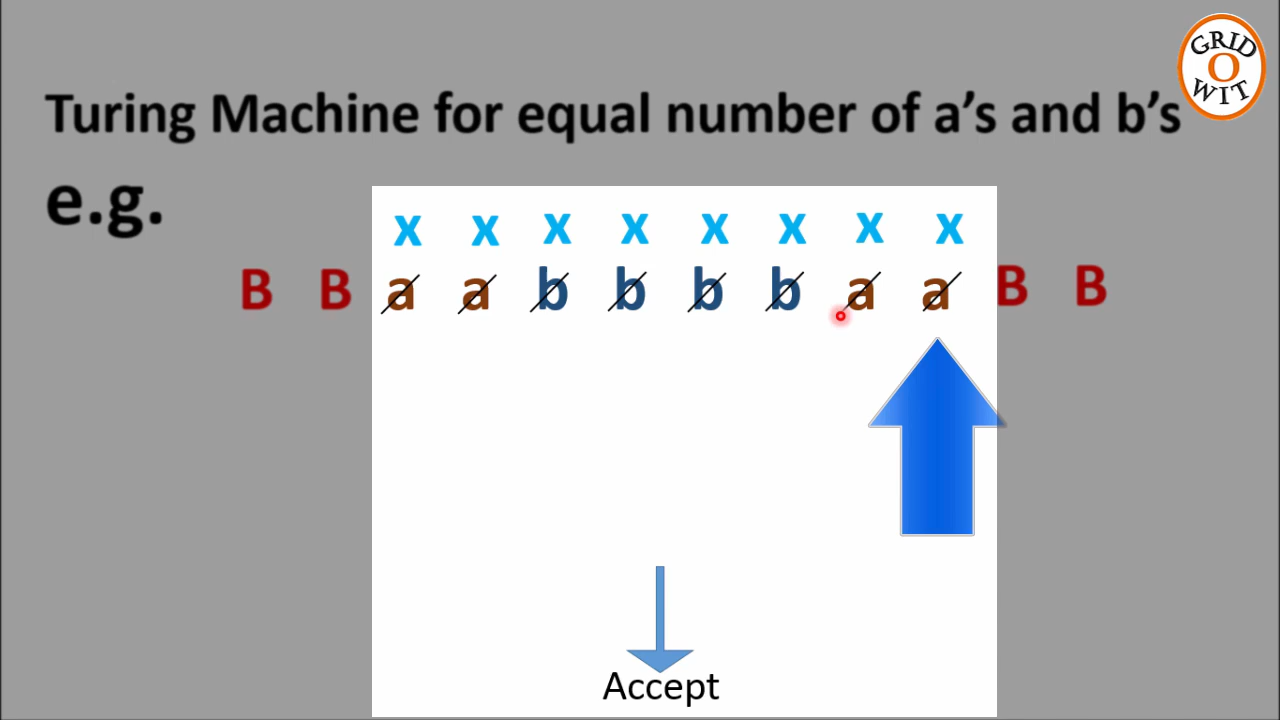 GRID
O
WIT
Turing Machine for equal number of a’s and b’s
e.g.
x x x x x x x x
B B a a b b b b a a B B
Accept